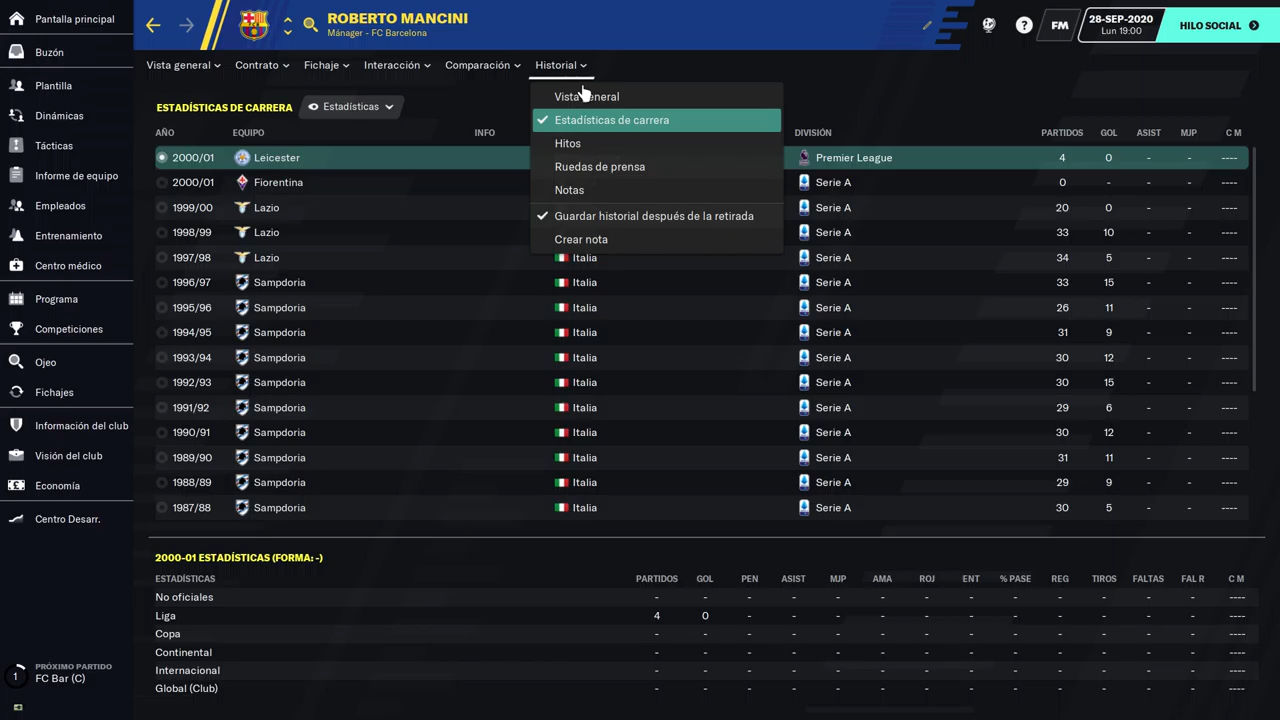 Pantalla principal
Buzón
Plantilla
Dinámicas
Tácticas
Informe de equipo
Empleados
Entrenamiento
Centro médico
Programa
Competiciones
Ojeo
Fichajes
Información del club
Visión del club
Economía
Centro Desarr.
1 PRÓXIMO PARTIDO
FC Bar (C)
ROBERTO MANCINI
Mánager - FC Barcelona
? FM 28-SEP-2020
Lun 19:00
HILO SOCIAL
Vista general Contrato Fichaje Interacción Comparación Historial
Vista general
Estadísticas de carrera
Hitos
Ruedas de prensa
Notas
Guardar historial después de la retirada
Crear nota
ESTADÍSTICAS DE CARRERA Estadísticas
AÑO EQUIPO INFO DIVISIÓN PARTIDOS GOL ASIST MJP C M
2000/01 Leicester Premier League 4 0 - - ----
2000/01 Fiorentina Serie A 0 - - - ----
1999/00 Lazio Serie A 20 0 - - ----
1998/99 Lazio Serie A 33 10 - - ----
1997/98 Lazio Italia Serie A 34 5 - - ----
1996/97 Sampdoria Italia Serie A 33 15 - - ----
1995/96 Sampdoria Italia Serie A 26 11 - - ----
1994/95 Sampdoria Italia Serie A 31 9 - - ----
1993/94 Sampdoria Italia Serie A 30 12 - - ----
1992/93 Sampdoria Italia Serie A 30 15 - - ----
1991/92 Sampdoria Italia Serie A 29 6 - - ----
1990/91 Sampdoria Italia Serie A 30 12 - - ----
1989/90 Sampdoria Italia Serie A 31 11 - - ----
1988/89 Sampdoria Italia Serie A 29 9 - - ----
1987/88 Sampdoria Italia Serie A 30 5 - - ----
2000-01 ESTADÍSTICAS (FORMA: -)
ESTADÍSTICAS PARTIDOS GOL PEN ASIST MJP AMA ROJ ENT % PASE REG TIROS FALTAS FAL R C M
No oficiales - - - - - - - - - - - - - ----
Liga 4 0 - - - - - - - - - - - ----
Copa - - - - - - - - - - - - - ----
Continental - - - - - - - - - - - - - ----
Internacional - - - - - - - - - - - - - ----
Global (Club) - - - - - - - - - - - - - ----